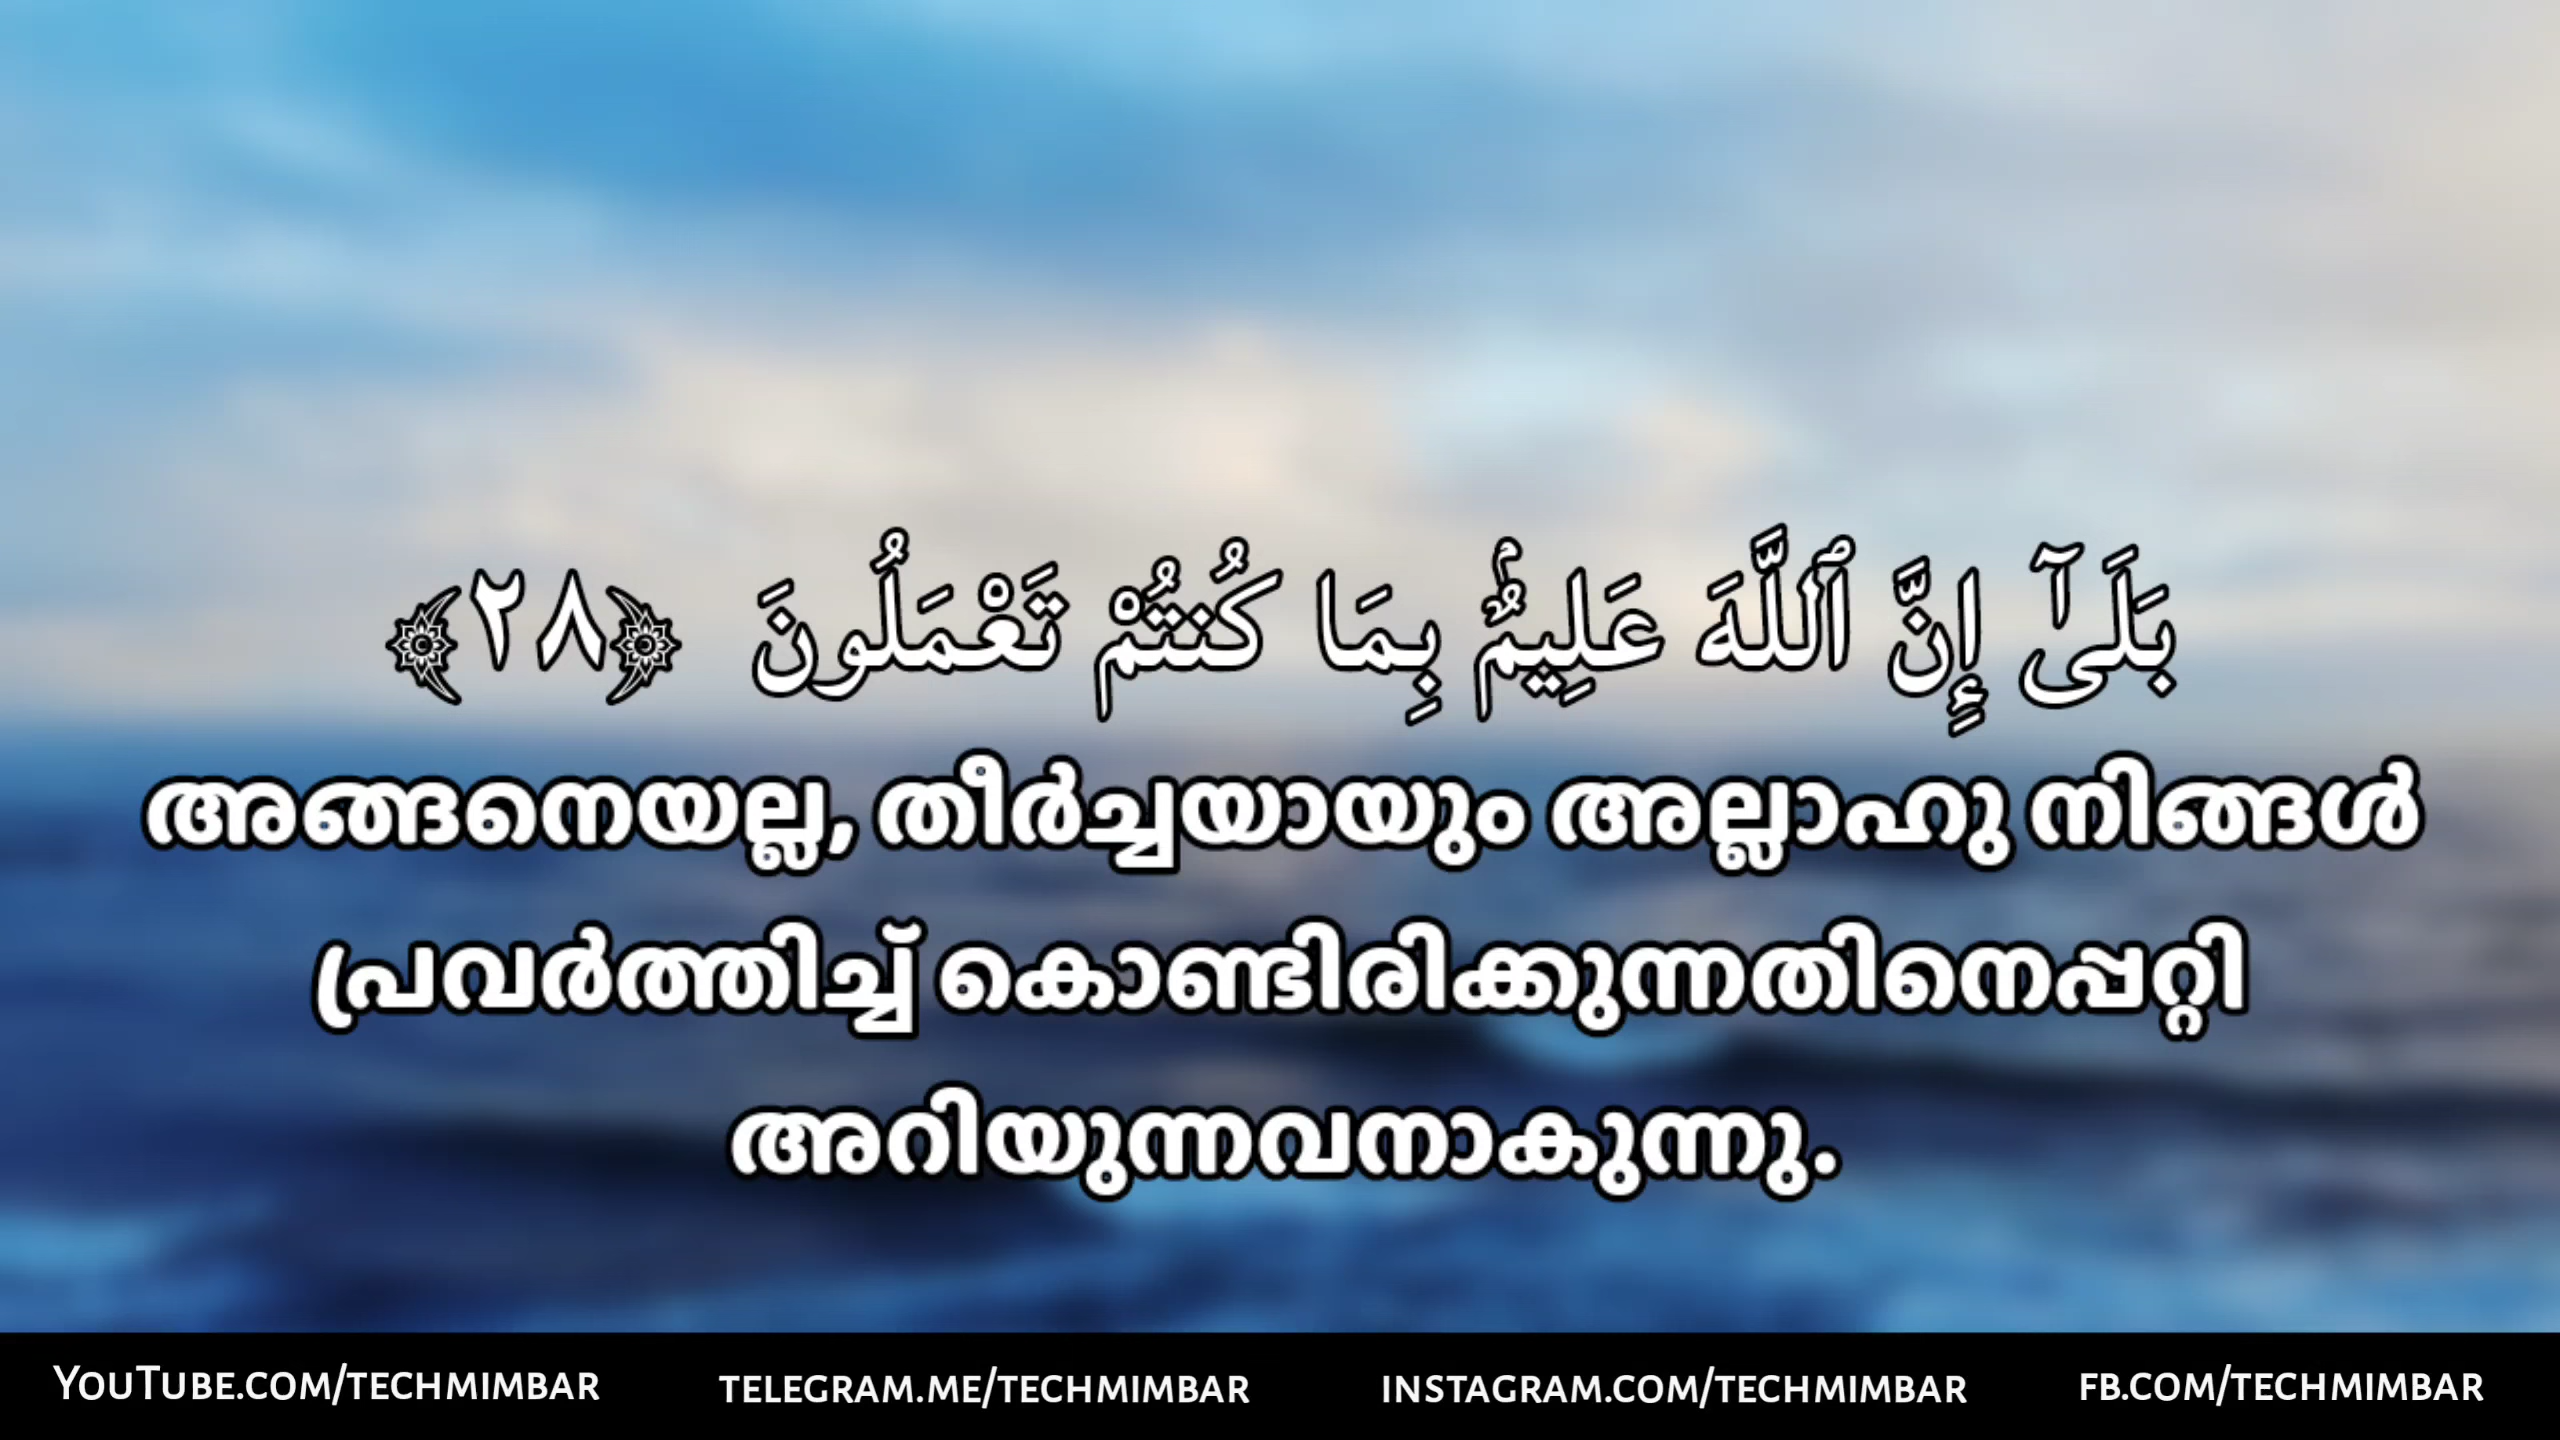 بَلَىٰٓ إِنَّ ٱللَّهَ عَلِيمٌۢ بِمَا كُنتُمْ تَعْمَلُونَ ﴿٢٨﴾
അങ്ങനെയല്ല, തീർച്ചയായും അല്ലാഹു നിങ്ങൾ
പ്രവർത്തിച്ച് കൊണ്ടിരിക്കുന്നതിനെപ്പറ്റി
അറിയുന്നവനാകുന്നു.
YouTube.com/techmimbar telegram.me/techmimbar instagram.com/techmimbar fb.com/techmimbar